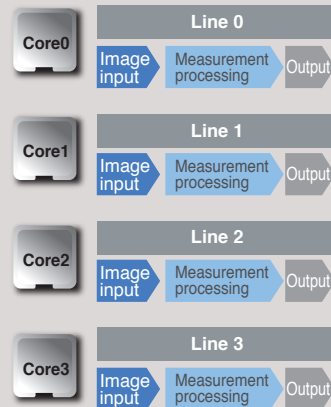 Line 0
Core0
Image input
Measurement processing
Output
Line 1
Core1
Image input
Measurement processing
Output
Line 2
Core2
Image input
Measurement processing
Output
Line 3
Core3
Image input
Measurement processing
Output